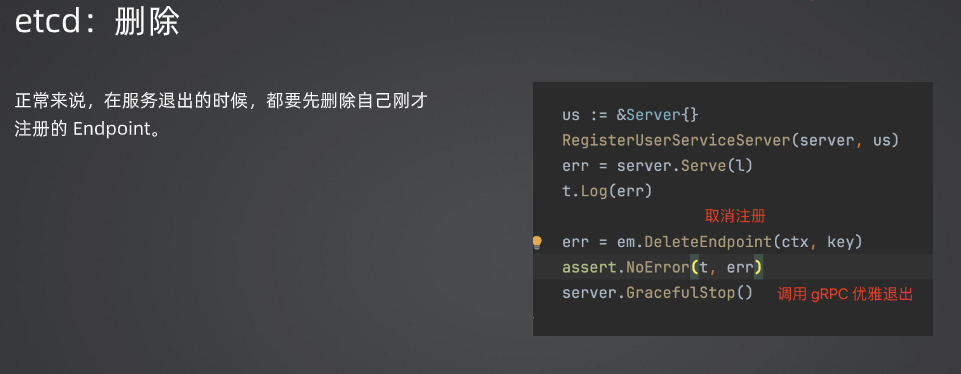 etcd：删除
正常来说，在服务退出的时候，都要先删除自己刚才
注册的 Endpoint。
us := &Server{}
RegisterUserServiceServer(server, us)
err = server.Serve(l)
t.Log(err)
取消注册
err = em.DeleteEndpoint(ctx, key)
assert.NoError(t, err)
server.GracefulStop() 调用 gRPC 优雅退出